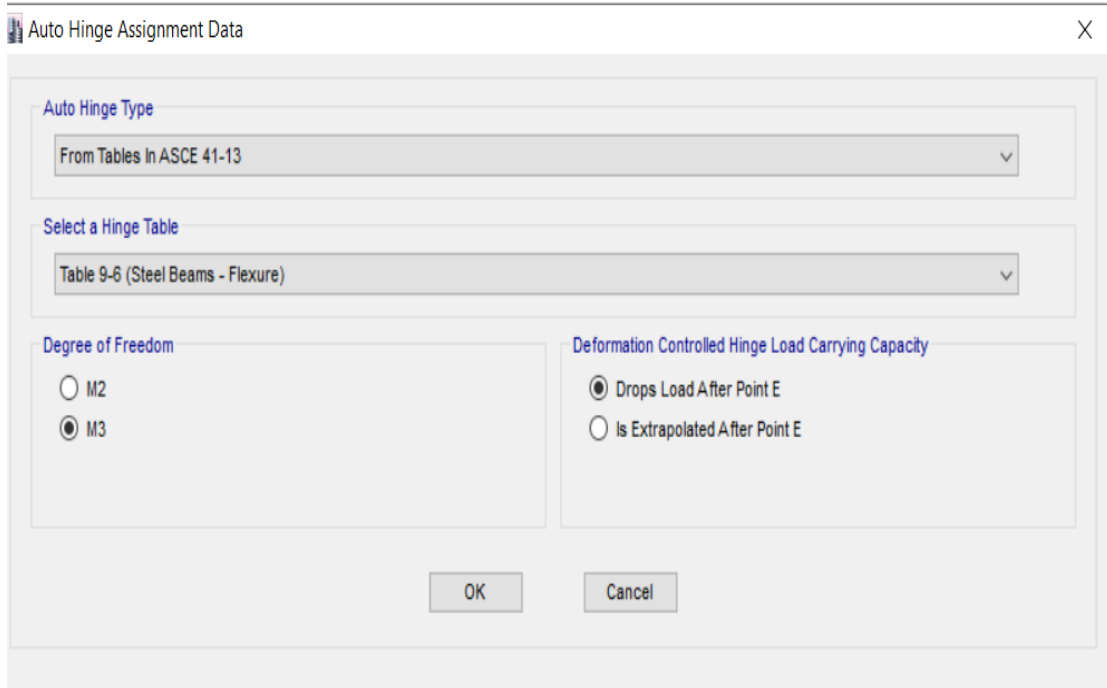 Auto Hinge Assignment Data
X
Auto Hinge Type
From Tables In ASCE 41-13
Select a Hinge Table
Table 9-6 (Steel Beams - Flexure)
Degree of Freedom
M2
M3
Deformation Controlled Hinge Load Carrying Capacity
Drops Load After Point E
Is Extrapolated After Point E
OK
Cancel